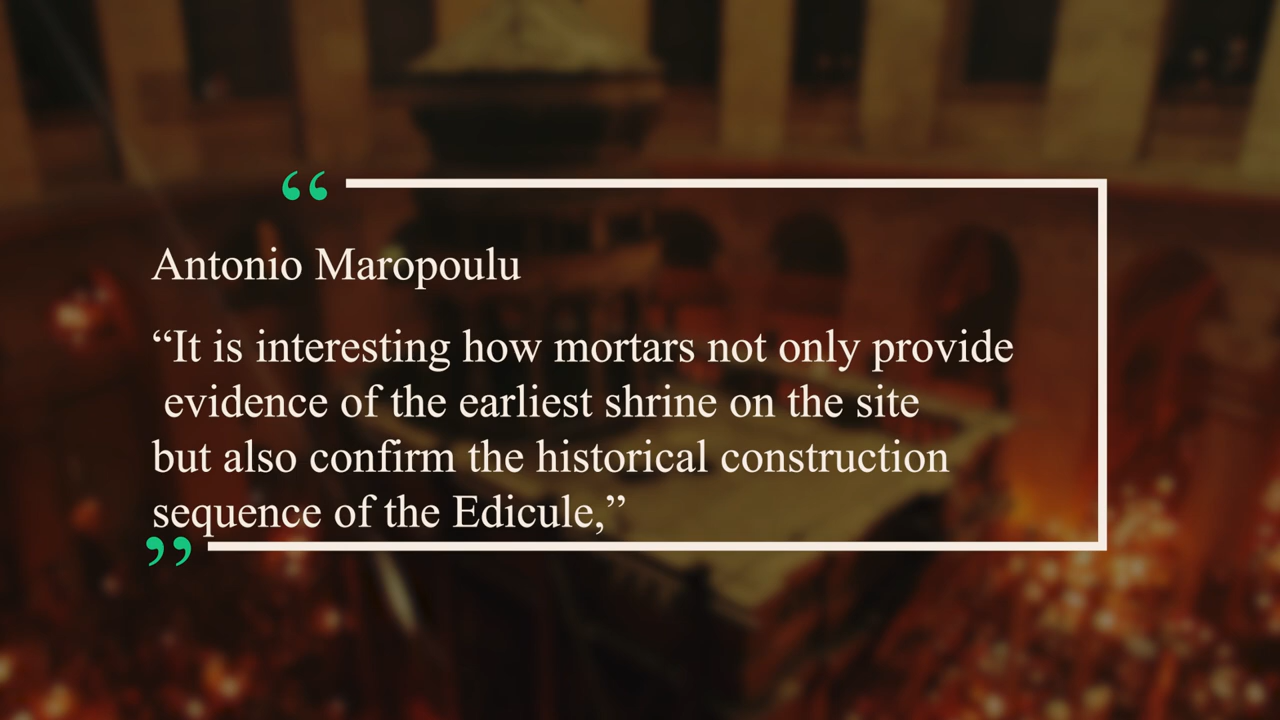 “
Antonio Maropoulu
“It is interesting how mortars not only provide
evidence of the earliest shrine on the site
but also confirm the historical construction
sequence of the Edicule,”
”